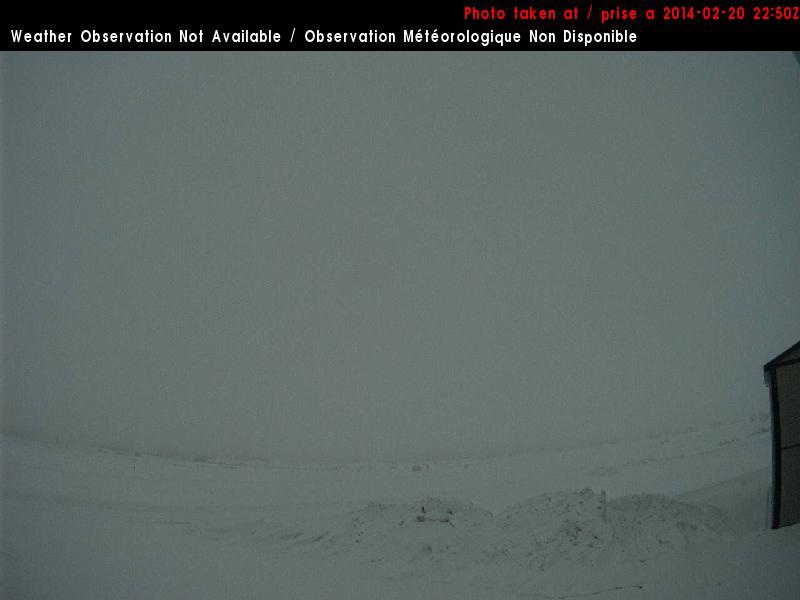 Photo taken at / prise a 2014-02-20 22:50Z
Weather Observation Not Available / Observation Météorologique Non Disponible